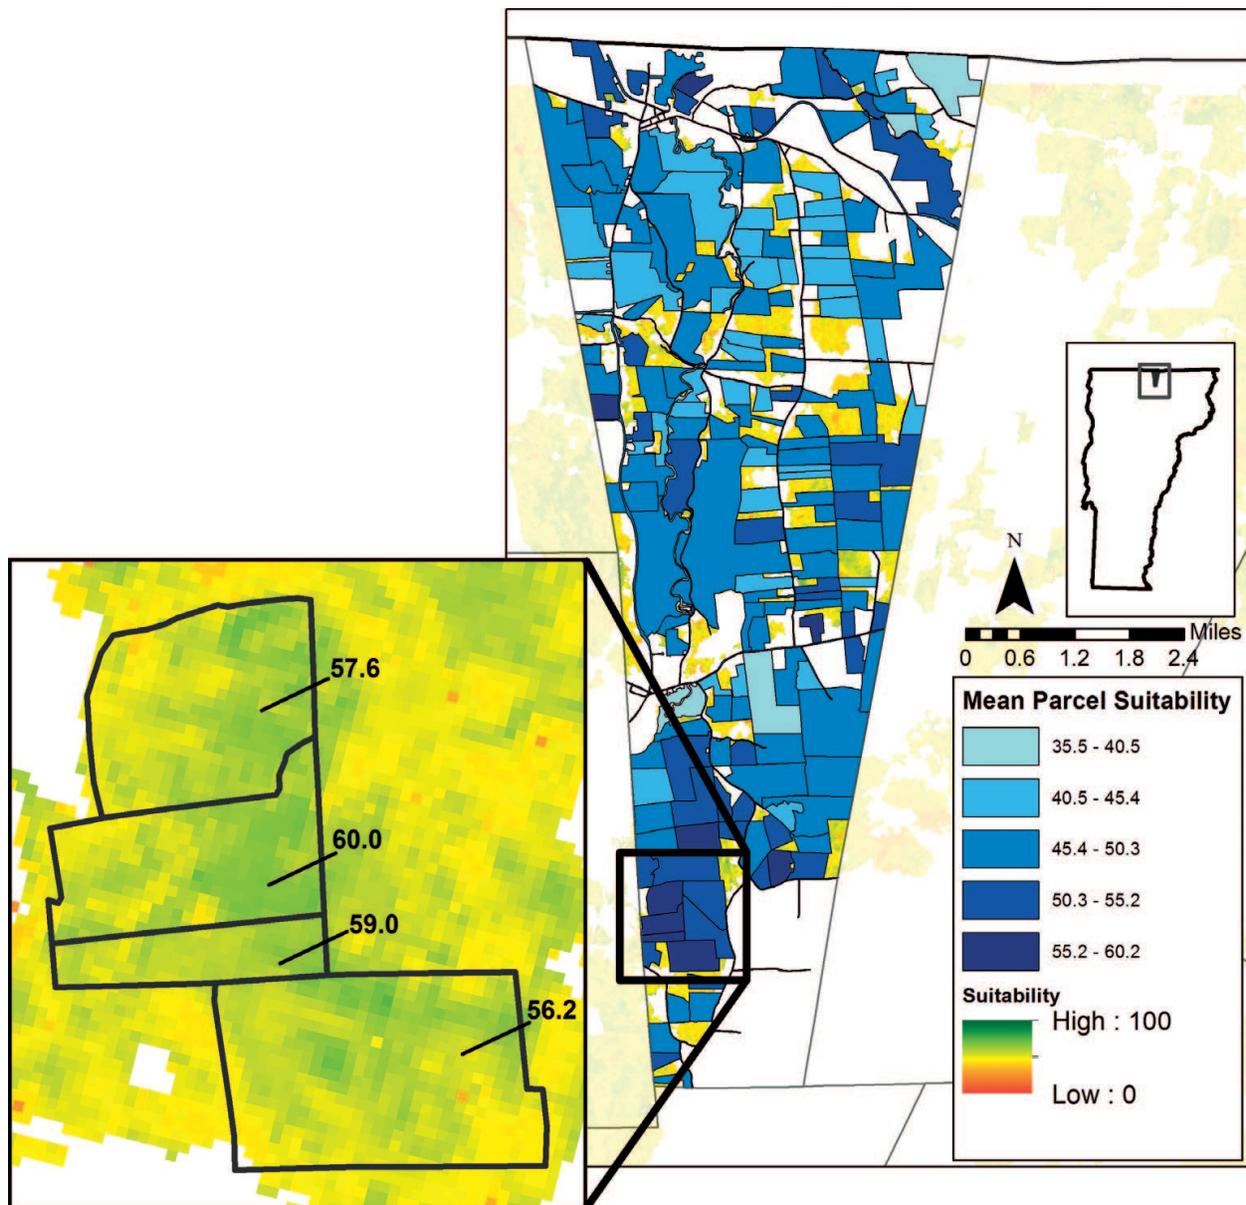 57.6
60.0
59.0
56.2
N
Miles
0 0.6 1.2 1.8 2.4
Mean Parcel Suitability
35.5 - 40.5
40.5 - 45.4
45.4 - 50.3
50.3 - 55.2
55.2 - 60.2
Suitability
High : 100
Low : 0